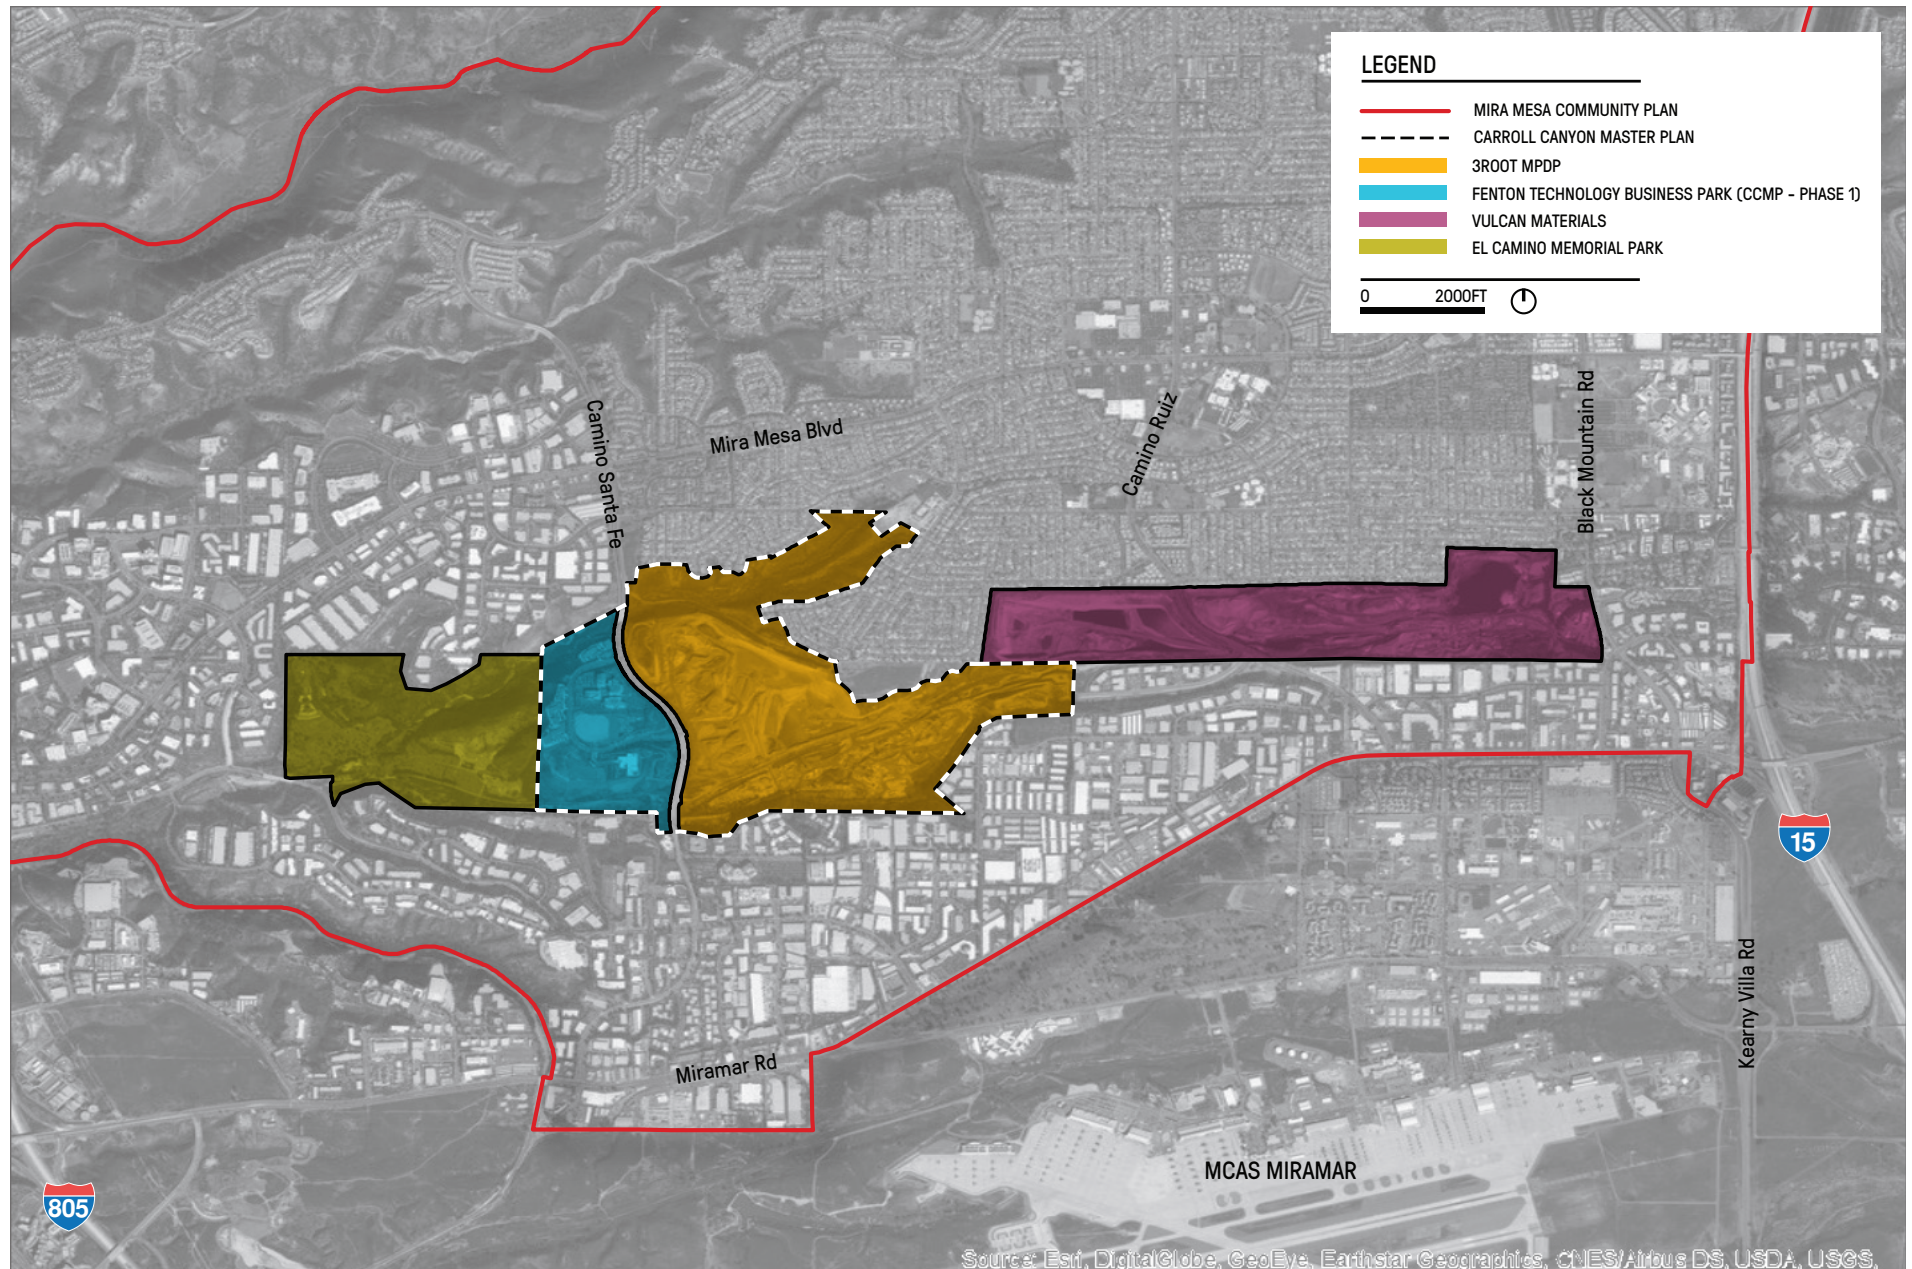 LEGEND
MIRA MESA COMMUNITY PLAN
CARROLL CANYON MASTER PLAN
3ROOT MPDP
FENTON TECHNOLOGY BUSINESS PARK (CCMP - PHASE 1)
VULCAN MATERIALS
EL CAMINO MEMORIAL PARK
0 2000FT
Camino Santa Fe
Mira Mesa Blvd
Camino Ruiz
Black Mountain Rd
15
Kearny Villa Rd
Miramar Rd
MCAS MIRAMAR
805
Source: Esri, DigitalGlobe, GeoEye, Earthstar Geographics, CNES/Airbus DS, USDA, USGS,